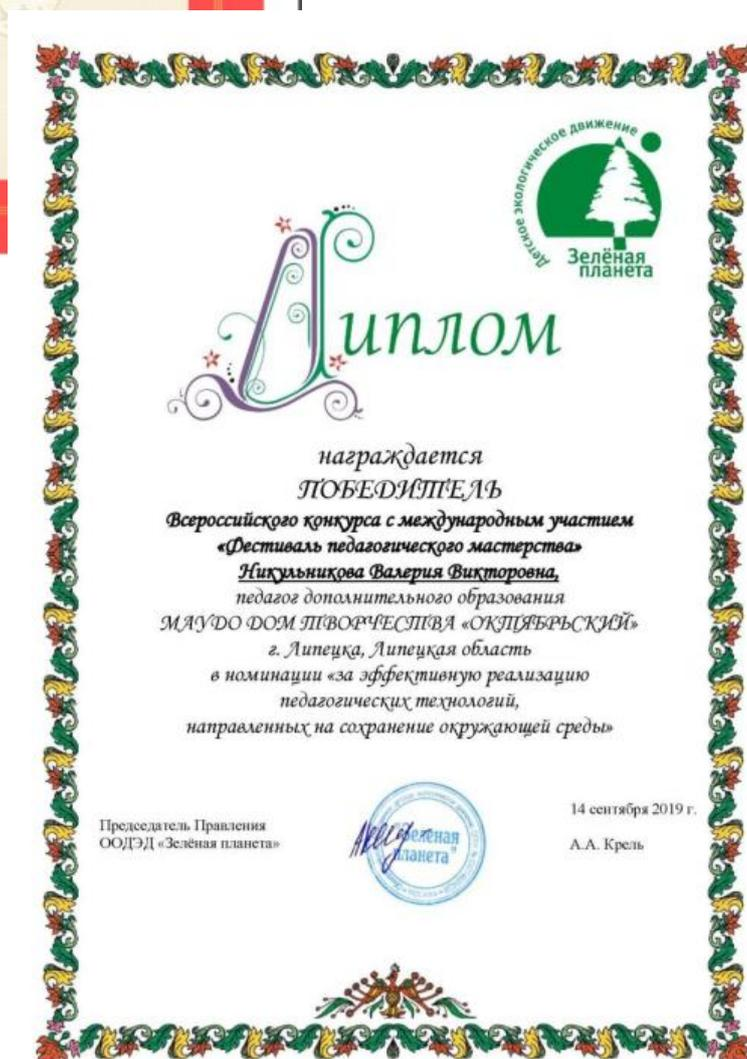 Детское экологическое движение
Зелёная
планета
Диплом
награждается
ПОБЕДИТЕЛЬ
Всероссийского конкурса с международным участием
«Фестиваль педагогического мастерства»
Никульникова Валерия Викторовна,
педагог дополнительного образования
МАУДО ДОМ ТВОРЧЕСТВА «ОКТЯБРЬСКИЙ»
г. Липецка, Липецкая область
в номинации «за эффективную реализацию
педагогических технологий,
направленных на сохранение окружающей среды»
Председатель Правления
ООДЭД «Зелёная планета»
"Зеленая
планета"
14 сентября 2019 г.
А.А. Крель